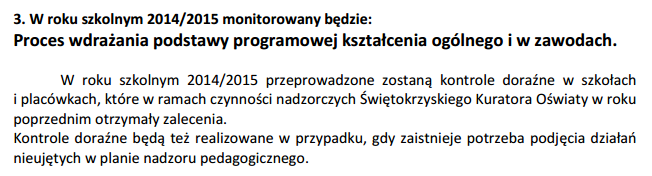 3. W roku szkolnym 2014/2015 monitorowany będzie:
Proces wdrażania podstawy programowej kształcenia ogólnego i w zawodach.
W roku szkolnym 2014/2015 przeprowadzone zostaną kontrole doraźne w szkołach
i placówkach, które w ramach czynności nadzorczych Świętokrzyskiego Kuratora Oświaty w roku
poprzednim otrzymały zalecenia.
Kontrole doraźne będą też realizowane w przypadku, gdy zaistnieje potrzeba podjęcia działań
nieujętych w planie nadzoru pedagogicznego.